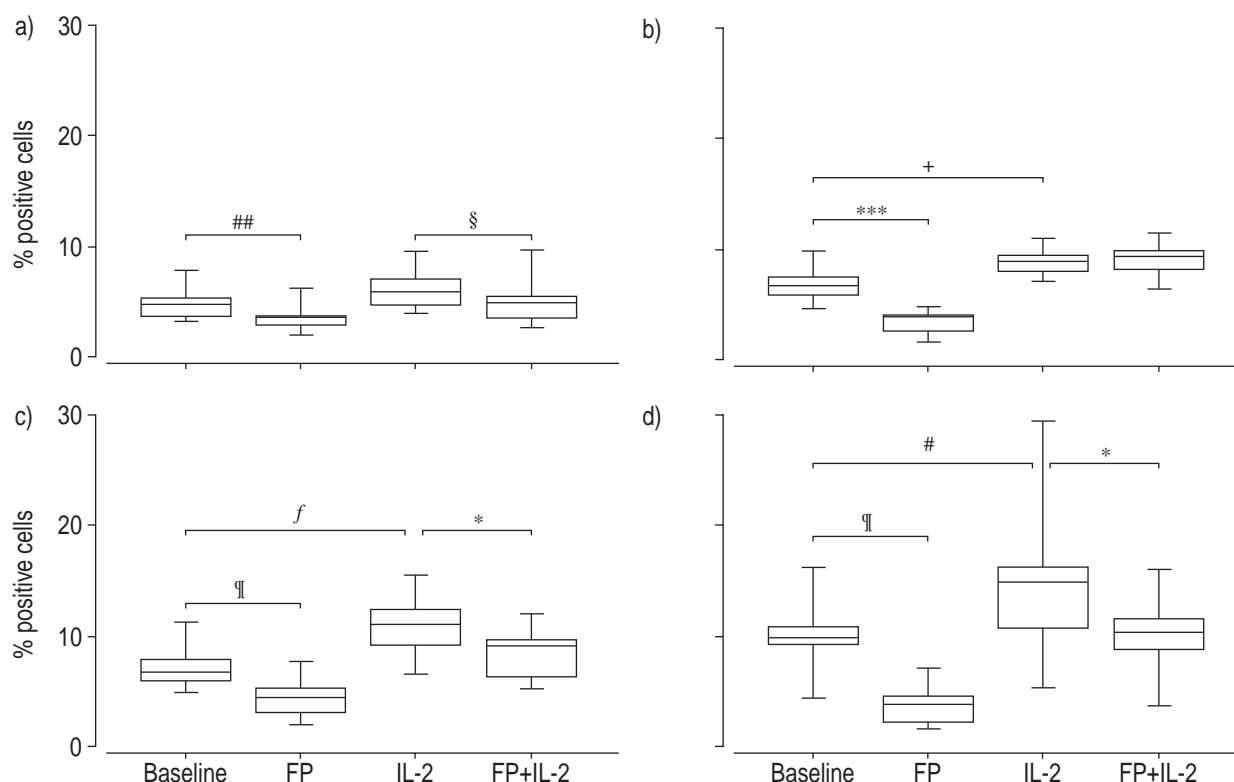 a)
b)
% positive cells
30
20
10
0
##
§
+
***
c)
d)
% positive cells
30
20
10
0
ƒ
*
¶
#
*
¶
Baseline FP IL-2 FP+IL-2
Baseline FP IL-2 FP+IL-2